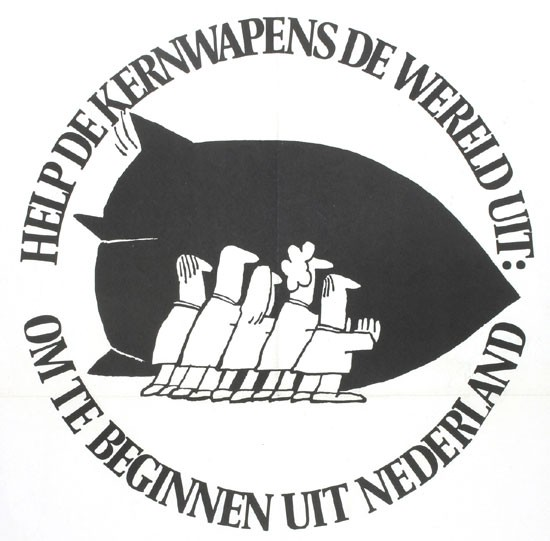 HELP DE KERNWAPENS DE WERELD UIT:
OM TE BEGINNEN UIT NEDERLAND